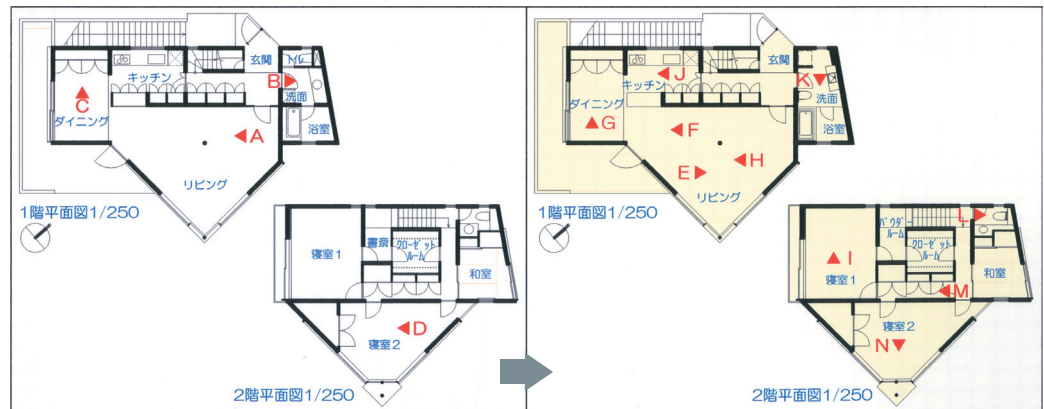 玄関
トイレ
キッチン
B
洗面
C
ダイニング
A
浴室
リビング
1階平面図1/250
書斎
クローゼット
ルーム
寝室1
和室
D
寝室2
2階平面図1/250
玄関
J
K
キッチン
洗面
ダイニング
G
F
浴室
H
E
リビング
1階平面図1/250
L
パウダー
ルーム
クローゼット
ルーム
I
和室
寝室1
M
寝室2
N
2階平面図1/250